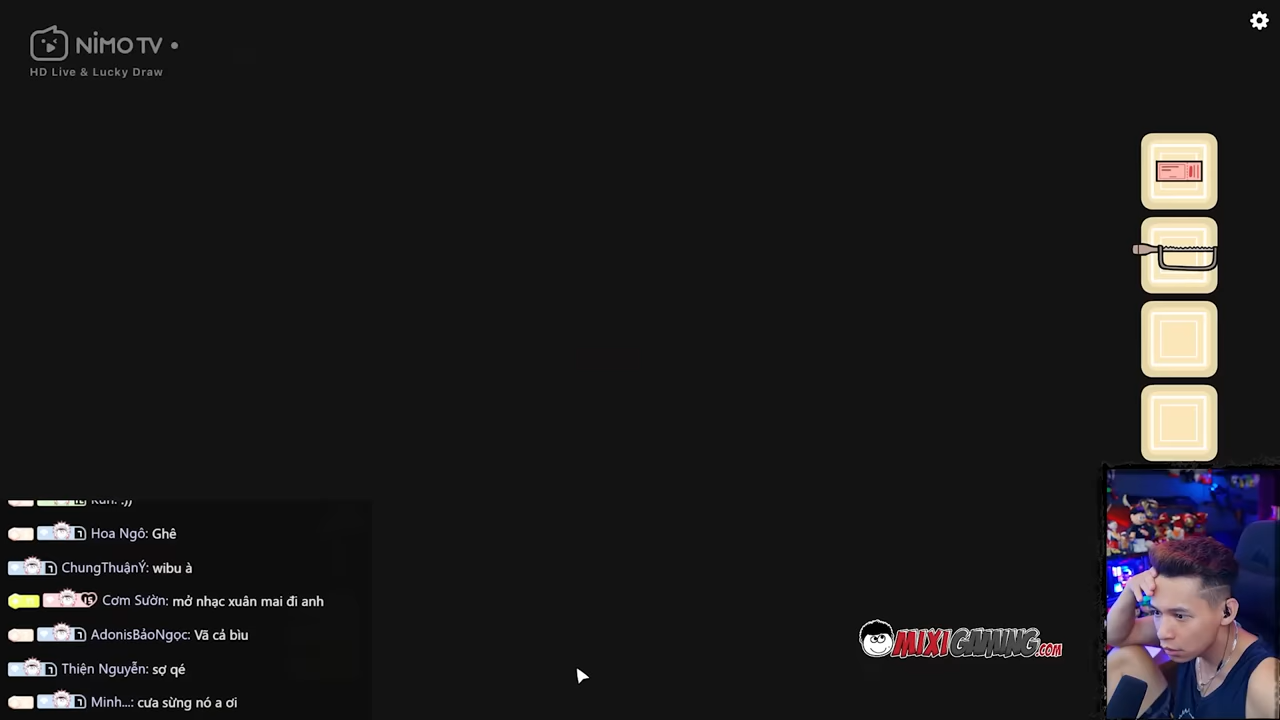 NIMO TV
HD Live & Lucky Draw
Hoa Ngô: Ghê
ChungThuậnÝ: wibu à
Cơm Sườn: mở nhạc xuân mai đi anh
AdonisBảoNgọc: Vã cả bìu
Thiện Nguyễn: sợ qé
Minh...: cưa sừng nó a ơi
MIXIGAMING.COM